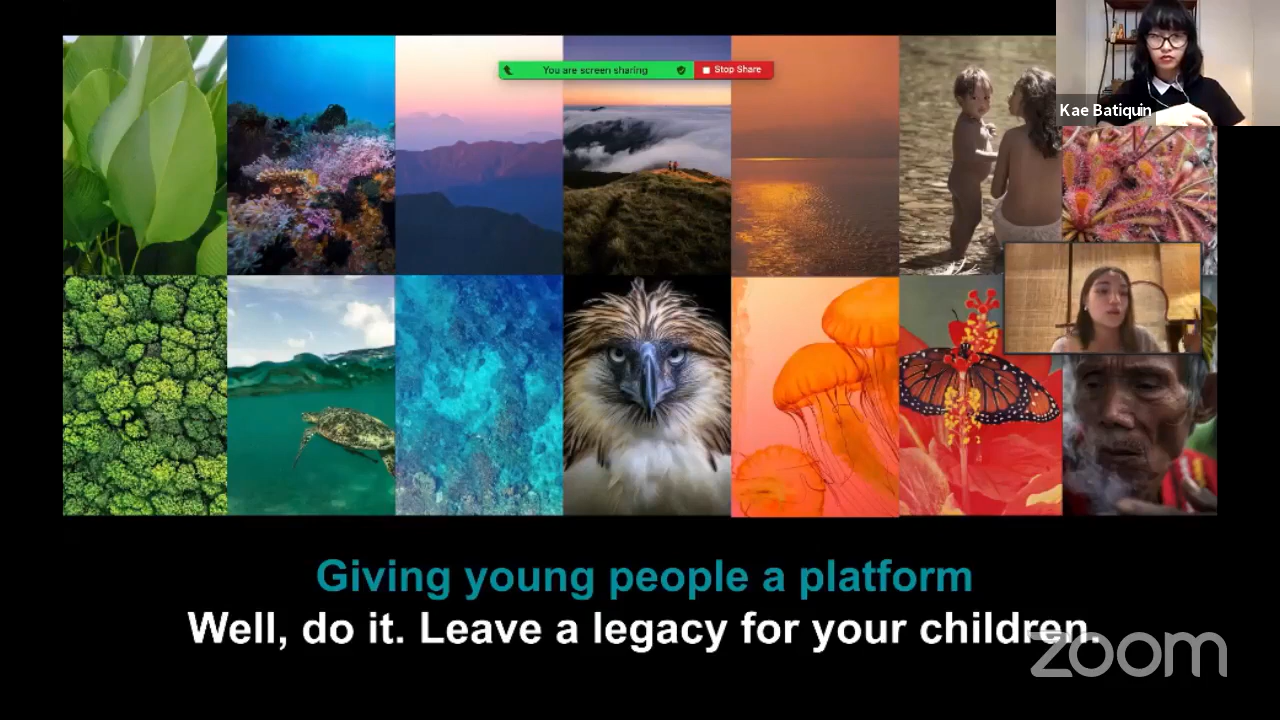 You are screen sharing
Stop Share
Kae Batiquin
Giving young people a platform
Well, do it. Leave a legacy for your children.
zoom